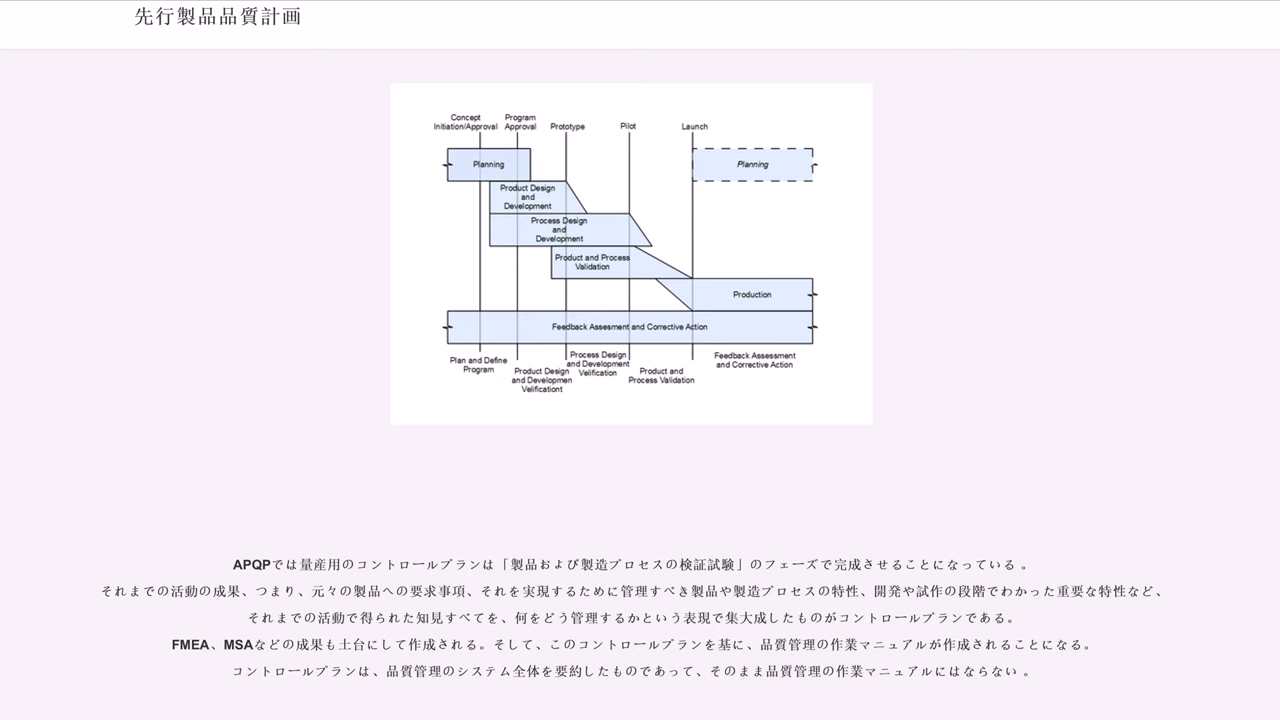 先行製品品質計画
Concept
Initiation/Approval
Program
Approval
Prototype
Pilot
Launch
Planning
Planning
Product Design
and
Development
Process Design
and
Development
Product and Process
Validation
Production
Feedback Assesment and Corrective Action
Plan and Define
Program
Product Design
and Developmen
Velificationt
Process Design
and Development
Velification
Product and
Process Validation
Feedback Assessment
and Corrective Action
APQPでは量産用のコントロールプランは「製品および製造プロセスの検証試験」のフェーズで完成させることになっている 。
それまでの活動の成果、つまり、元々の製品への要求事項、それを実現するために管理すべき製品や製造プロセスの特性、開発や試作の段階でわかった重要な特性など、
それまでの活動で得られた知見すべてを、何をどう管理するかという表現で集大成したものがコントロールプランである。
FMEA、MSAなどの成果も土台にして作成される。そして、このコントロールプランを基に、品質管理の作業マニュアルが作成されることになる。
コントロールプランは、品質管理のシステム全体を要約したものであって、そのまま品質管理の作業マニュアルにはならない 。